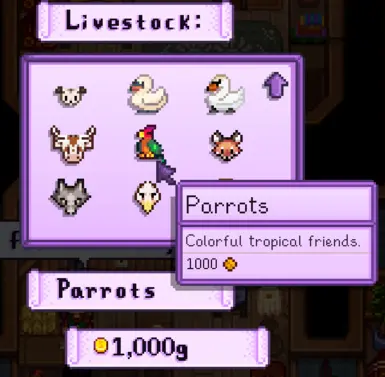 Livestock:
Parrots
Colorful tropical friends.
1000
Parrots
1,000g